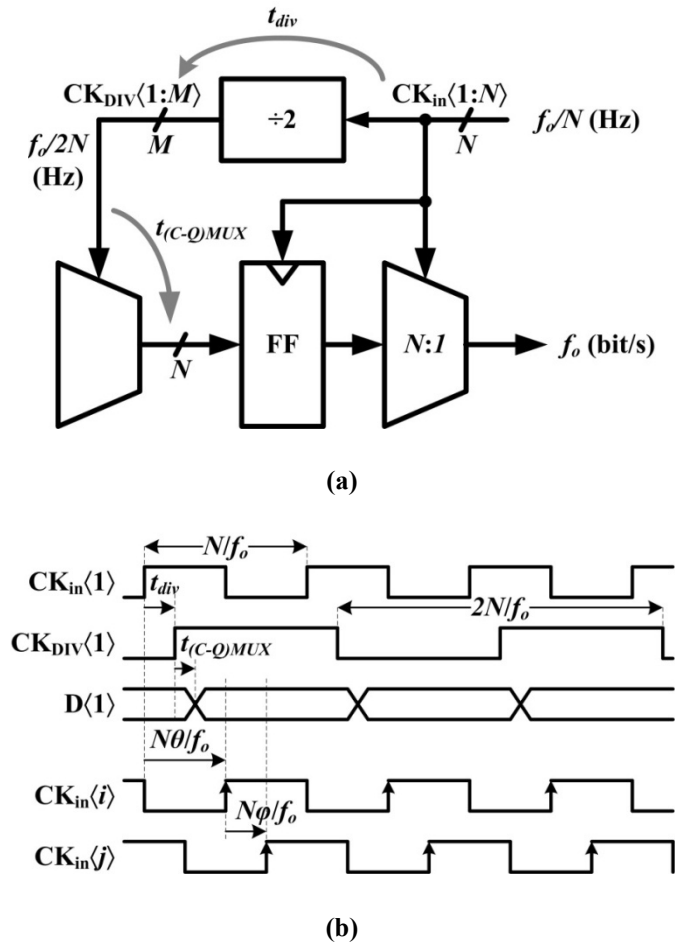 t_div
CK_DIV⟨1:M⟩
CK_in⟨1:N⟩
÷2
M
N
f_o/N (Hz)
f_o/2N
(Hz)
t_(C-Q)MUX
N
FF
N:1
f_o (bit/s)
(a)
N/f_o
CK_in⟨1⟩
t_div
2N/f_o
CK_DIV⟨1⟩
t_(C-Q)MUX
D⟨1⟩
Nθ/f_o
CK_in⟨i⟩
Nφ/f_o
CK_in⟨j⟩
(b)